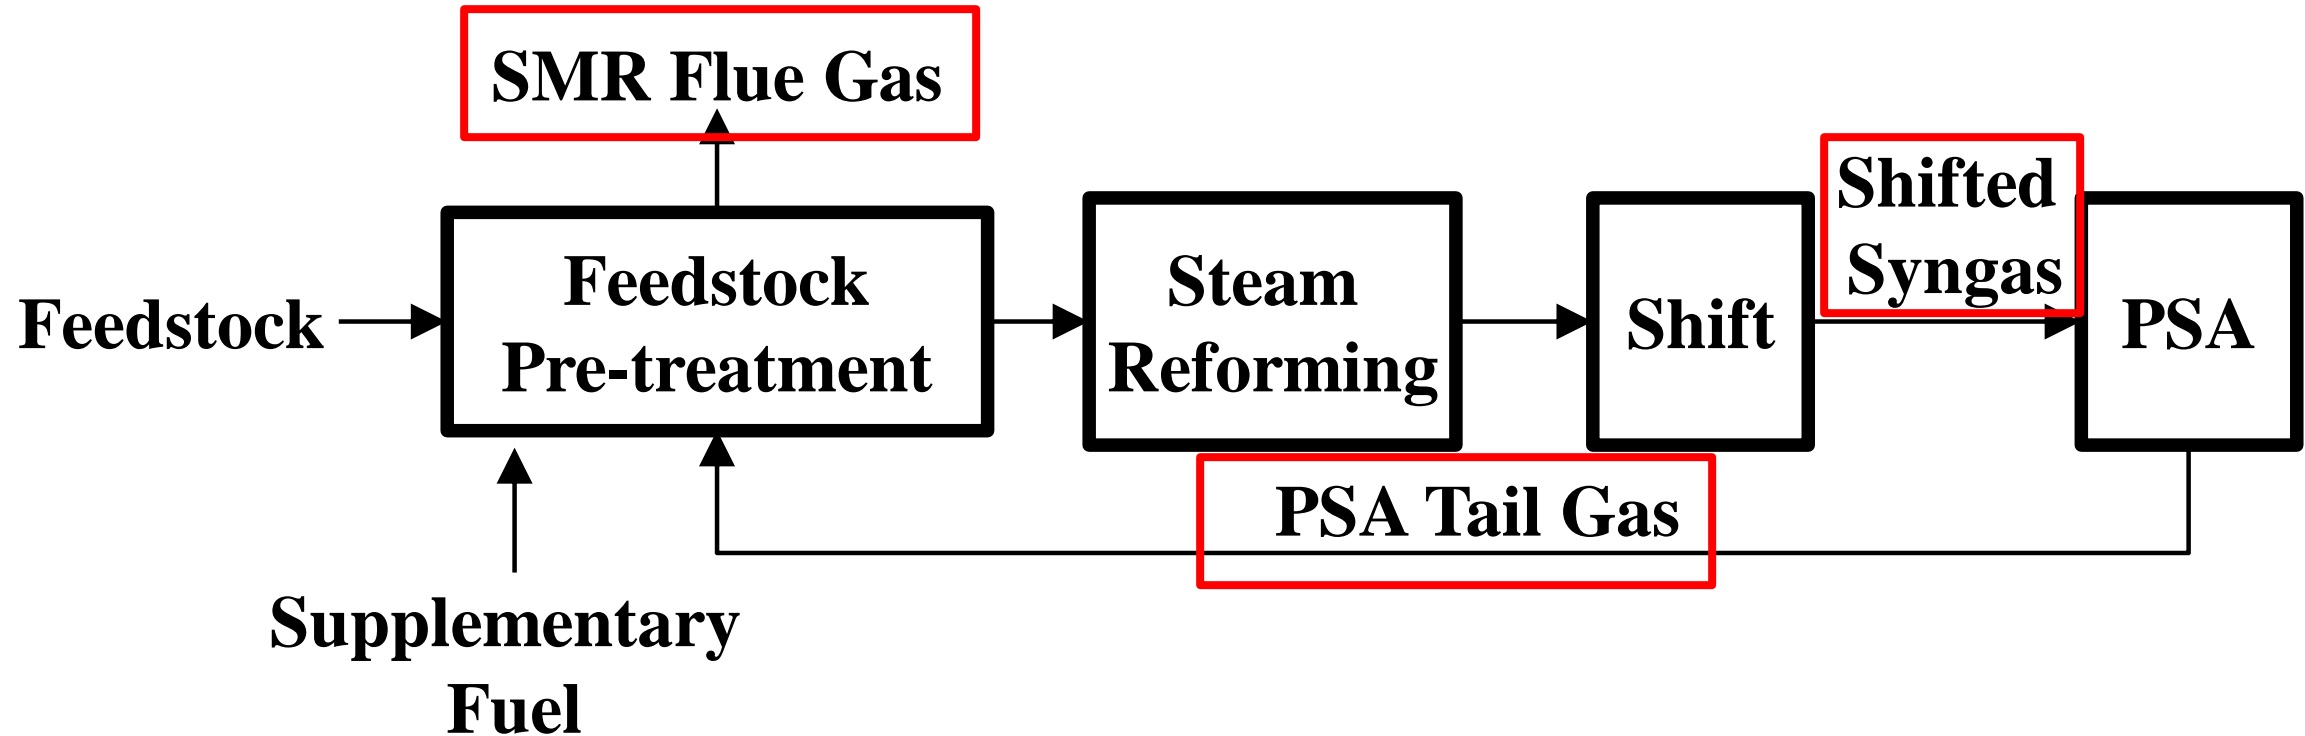 SMR Flue Gas
Feedstock
Feedstock
Pre-treatment
Steam
Reforming
Shift
Shifted
Syngas
PSA
PSA Tail Gas
Supplementary
Fuel